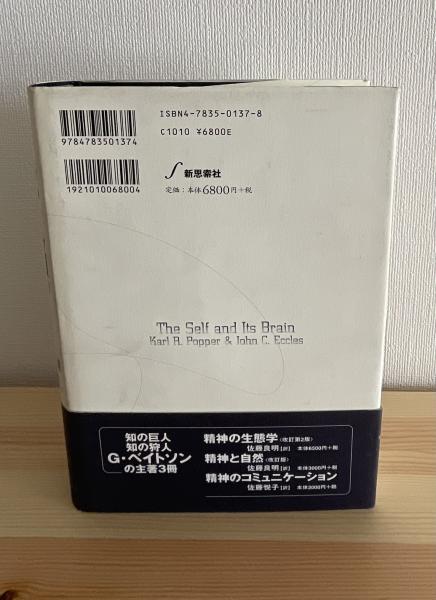 ISBN4-7835-0137-8
C1010 ¥6800E
9784783501374
新思索社
定価：本体6800円+税
1921010068004
The Self and Its Brain
Karl R. Popper & John C. Eccles
知の巨人
知の狩人
G・ベイトソン
の主著3冊
精神の生態学〈改訂第2版〉
佐藤良明[訳] 本体6500円+税
精神と自然〈改訂版〉
佐藤良明[訳] 本体3000円+税
精神のコミュニケーション
佐藤悦子[訳] 本体3000円+税